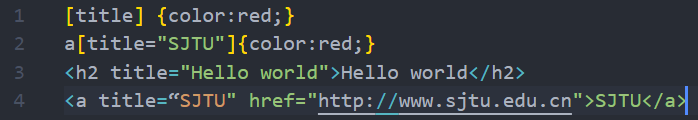 1 [title] {color:red;}
2 a[title="SJTU"]{color:red;}
3 <h2 title="Hello world">Hello world</h2>
4 <a title=“SJTU" href="http://www.sjtu.edu.cn">SJTU</a>